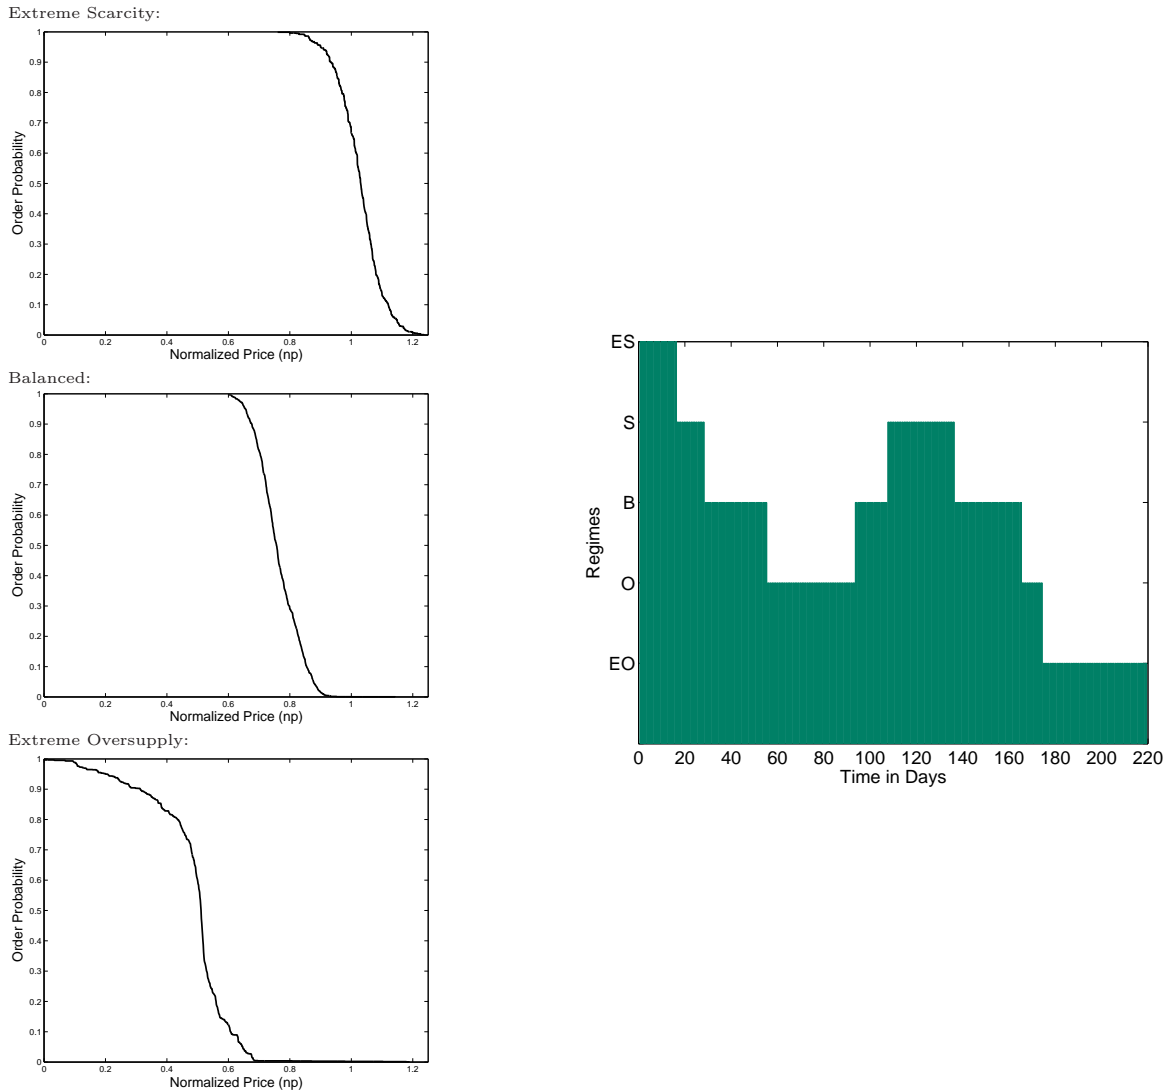 Extreme Scarcity:
1
0.9
0.8
0.7
0.6
0.5
0.4
0.3
0.2
0.1
0
0 0.2 0.4 0.6 0.8 1 1.2
Order Probability
Normalized Price (np)
Balanced:
1
0.9
0.8
0.7
0.6
0.5
0.4
0.3
0.2
0.1
0
0 0.2 0.4 0.6 0.8 1 1.2
Order Probability
Normalized Price (np)
Extreme Oversupply:
1
0.9
0.8
0.7
0.6
0.5
0.4
0.3
0.2
0.1
0
0 0.2 0.4 0.6 0.8 1 1.2
Order Probability
Normalized Price (np)
ES
S
B
O
EO
Regimes
0 20 40 60 80 100 120 140 160 180 200 220
Time in Days